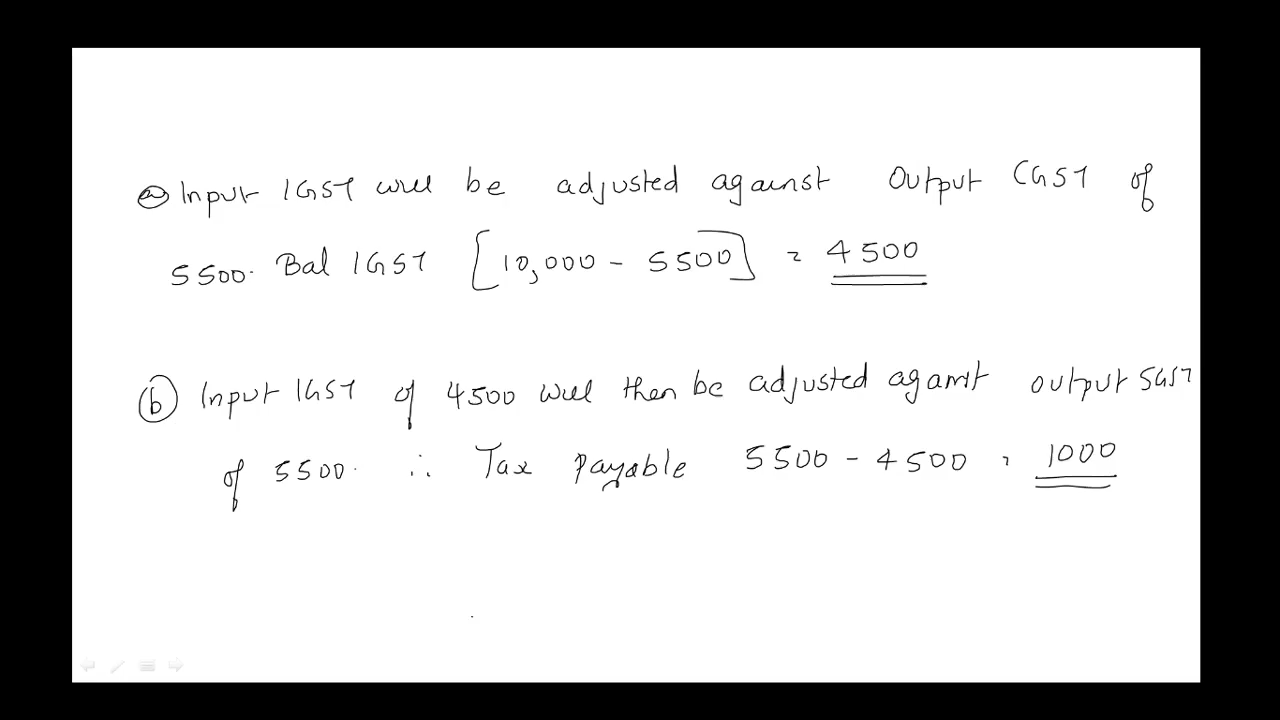 (a) Input IGST will be adjusted against Output CGST of
5500. Bal IGST [10,000 - 5500] = 4500
(b) Input IGST of 4500 will then be adjusted against output SGST
of 5500. ∴ Tax payable 5500 - 4500 = 1000